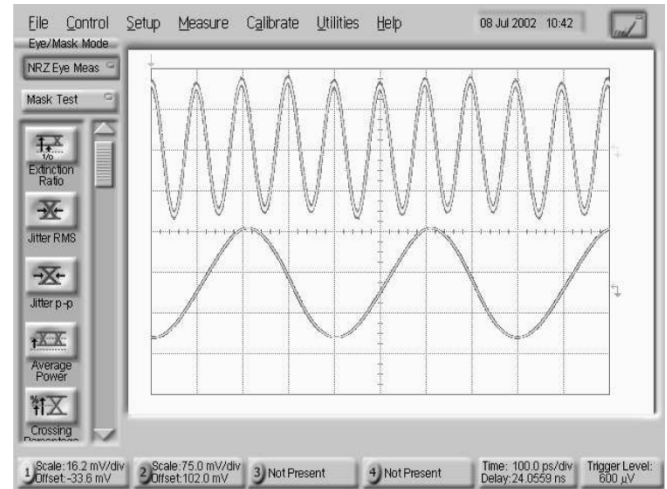 File Control Setup Measure Calibrate Utilities Help 08 Jul 2002 10:42
Eye/Mask Mode
NRZ Eye Meas
Mask Test
1/0
Extinction
Ratio
Jitter RMS
Jitter p-p
Average
Power
Crossing
Percentage
1 Scale:16.2 mV/div
Offset:-33.6 mV
2 Scale:75.0 mV/div
Offset:102.0 mV
3 Not Present
4 Not Present
Time: 100.0 ps/div
Delay:24.0559 ns
Trigger Level:
600 µV